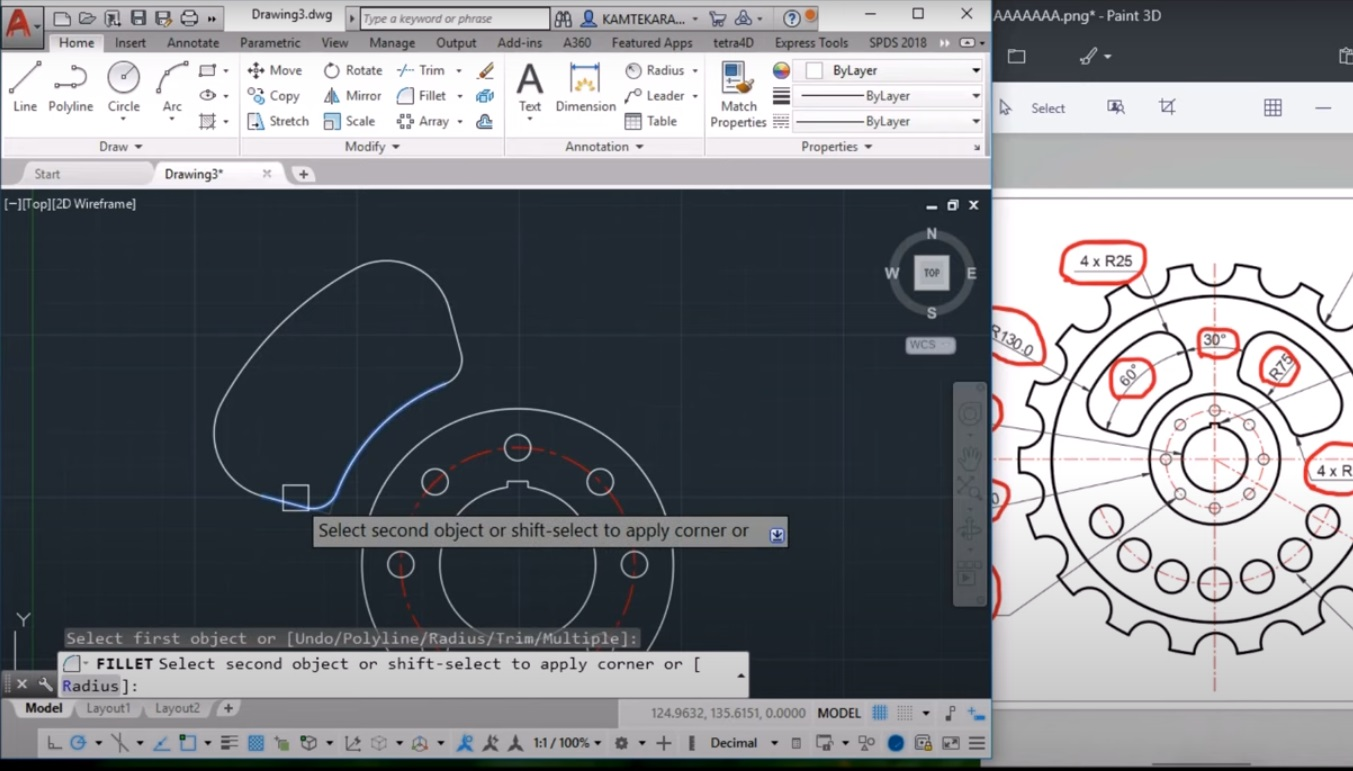 Drawing3.dwg
Type a keyword or phrase
KAMTEKARA...
AAAAAAA.png* - Paint 3D
Home Insert Annotate Parametric View Manage Output Add-ins A360 Featured Apps tetra4D Express Tools SPDS 2018
Line Polyline Circle Arc
Move Rotate Trim
Copy Mirror Fillet
Stretch Scale Array
Text Dimension
Radius
Leader
Table
Match Properties
ByLayer
ByLayer
ByLayer
Draw Modify Annotation Properties
Select
Start Drawing3*
[−][Top][2D Wireframe]
N
W TOP E
S
WCS
4 x R25
R130.0
30°
60°
R75
4 x R
0
Select second object or shift-select to apply corner or
Y
Select first object or [Undo/Polyline/Radius/Trim/Multiple]:
FILLET Select second object or shift-select to apply corner or [
Radius]:
Model Layout1 Layout2 +
124.9632, 135.6151, 0.0000 MODEL
1:1 / 100% Decimal